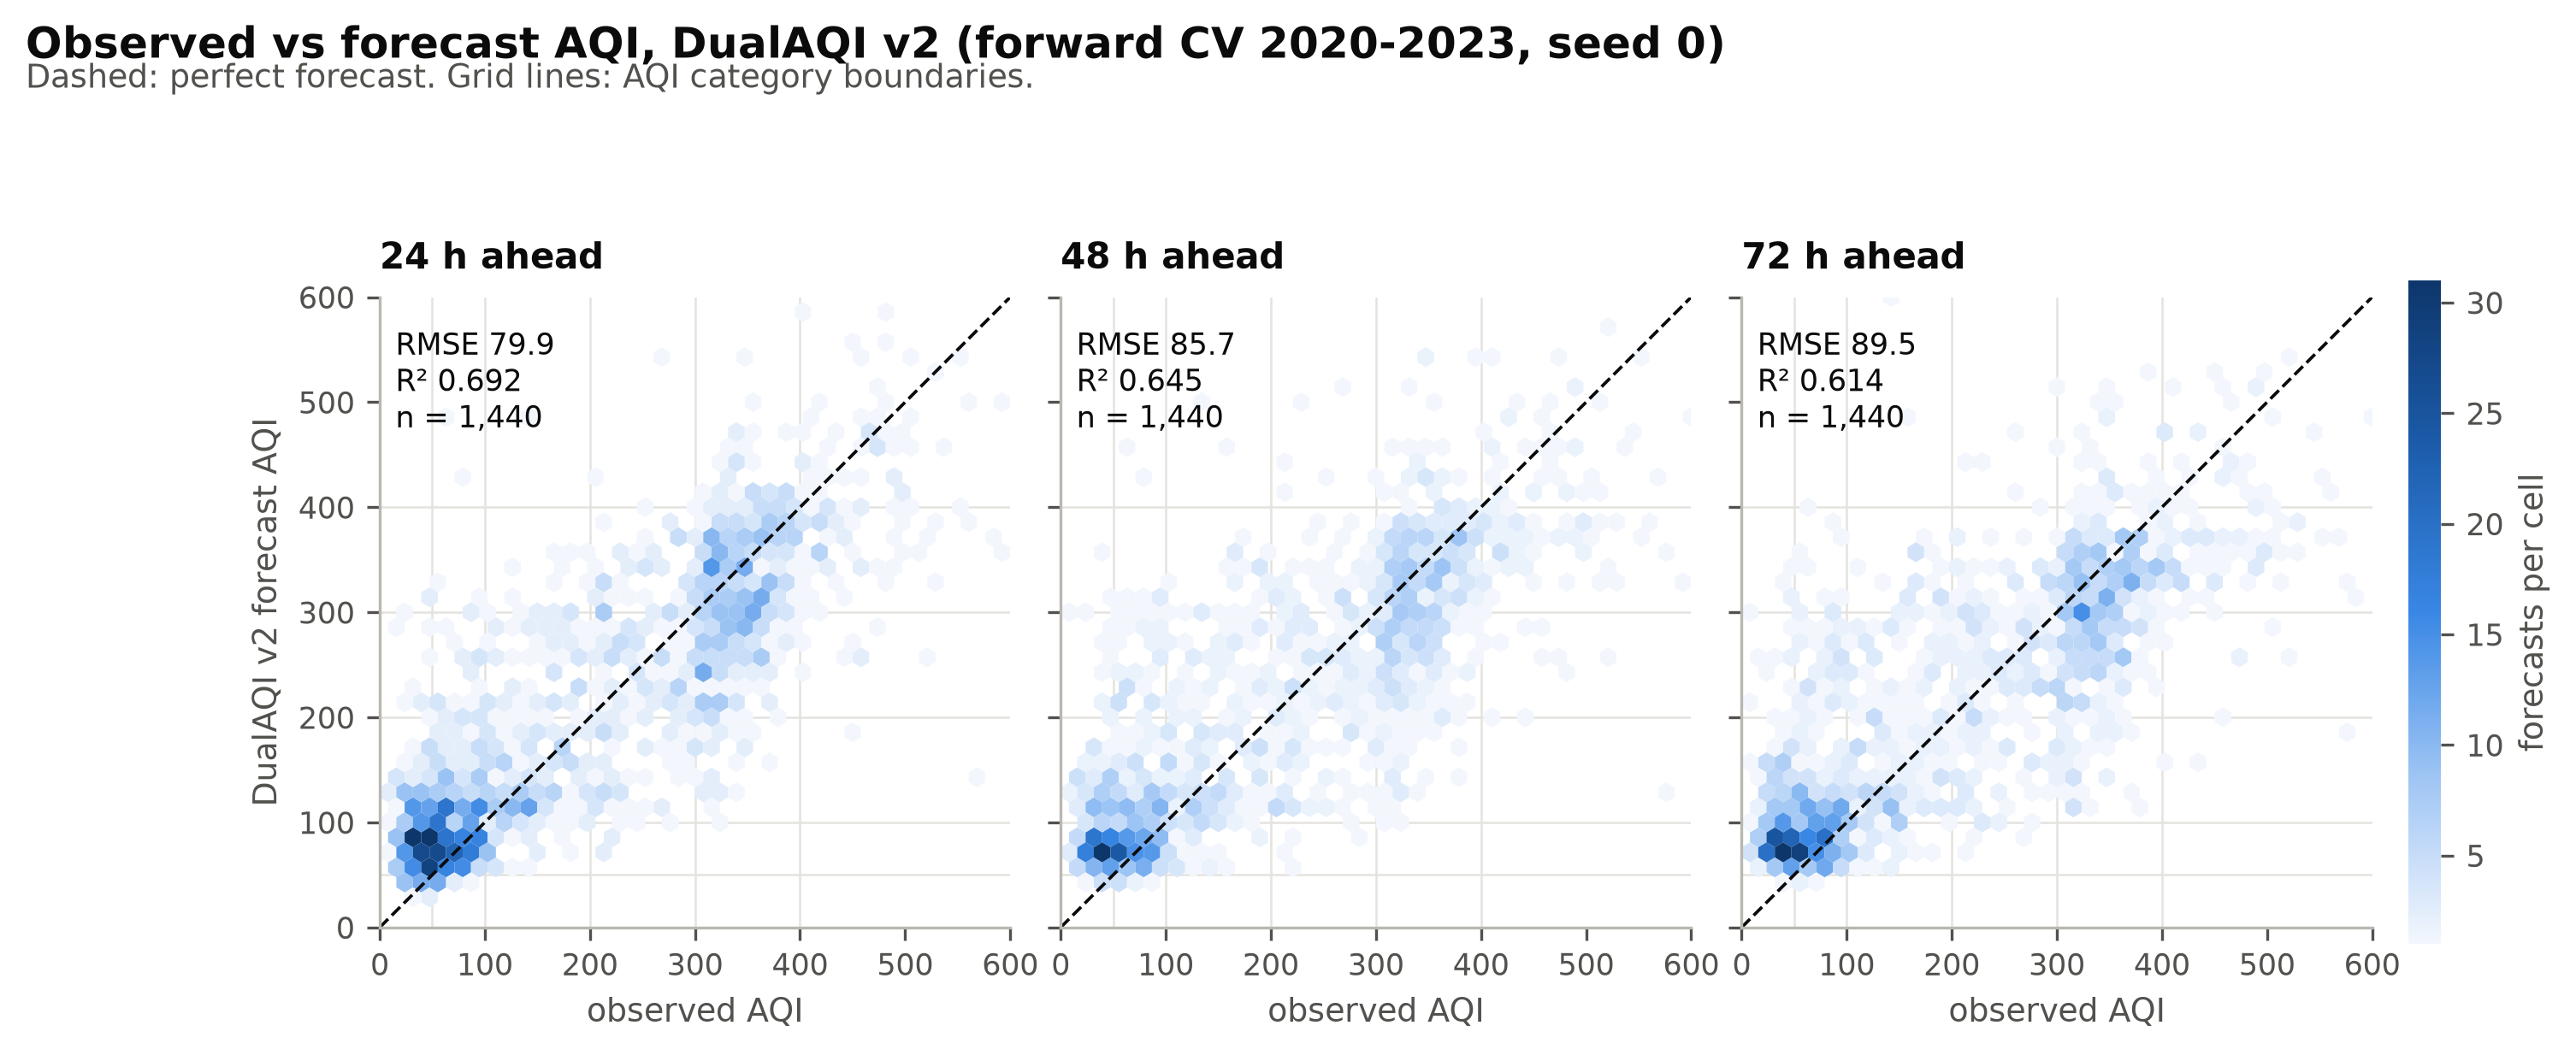 Observed vs forecast AQI, DualAQI v2 (forward CV 2020-2023, seed 0)
Dashed: perfect forecast. Grid lines: AQI category boundaries.
24 h ahead
48 h ahead
72 h ahead
RMSE 79.9
R² 0.692
n = 1,440
RMSE 85.7
R² 0.645
n = 1,440
RMSE 89.5
R² 0.614
n = 1,440
DualAQI v2 forecast AQI
600
500
400
300
200
100
0
0 100 200 300 400 500 600
0 100 200 300 400 500 600
0 100 200 300 400 500 600
observed AQI
observed AQI
observed AQI
30
25
20
15
10
5
forecasts per cell